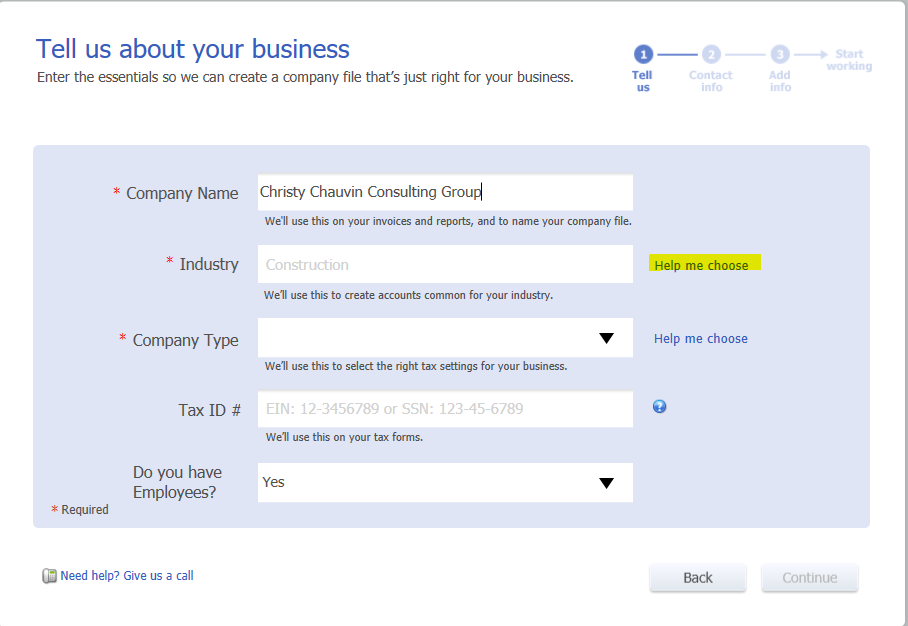 Tell us about your business
Enter the essentials so we can create a company file that's just right for your business.
1
2
3
Start
working
Tell
us
Contact
info
Add
info
* Company Name
Christy Chauvin Consulting Group
We'll use this on your invoices and reports, and to name your company file.
* Industry
Construction
Help me choose
We'll use this to create accounts common for your industry.
* Company Type
Help me choose
We'll use this to select the right tax settings for your business.
Tax ID #
EIN: 12-3456789 or SSN: 123-45-6789
?
We'll use this on your tax forms.
Do you have
Employees?
Yes
* Required
Need help? Give us a call
Back
Continue